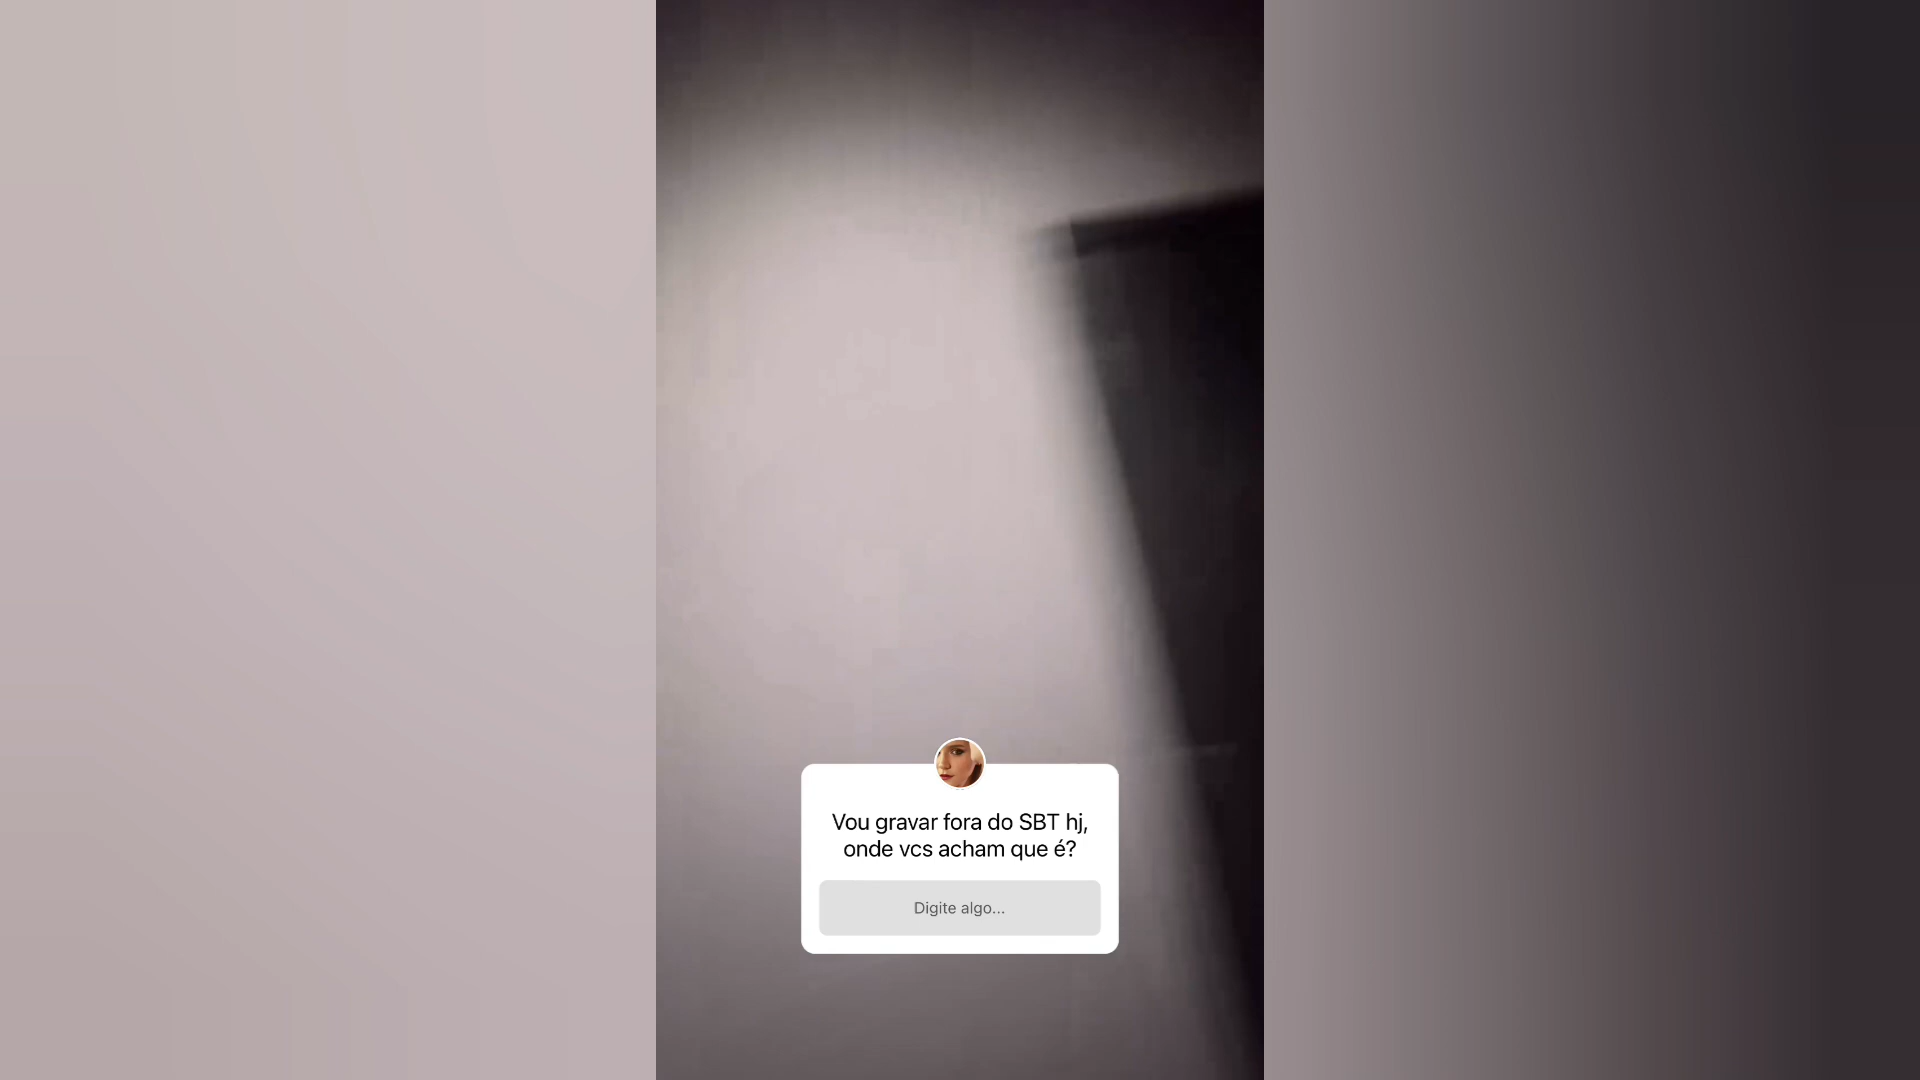 Vou gravar fora do SBT hj,
onde vcs acham que é?
Digite algo...